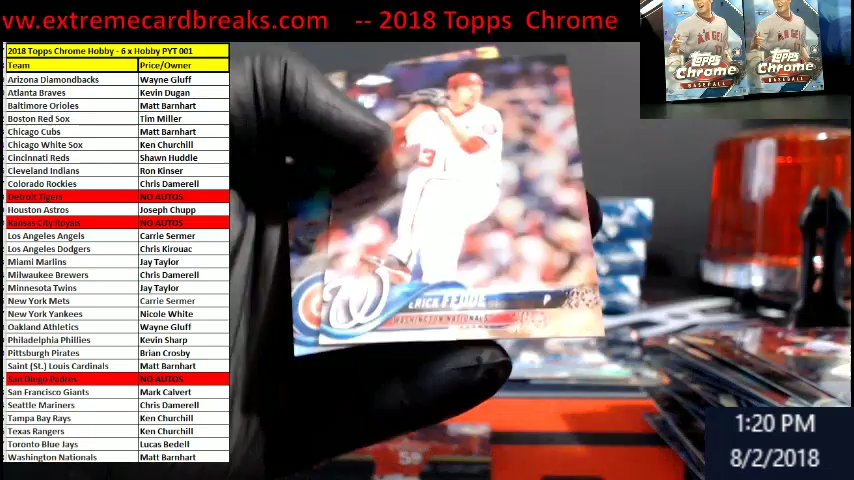 vw.extremecardbreaks.com -- 2018 Topps Chrome
2018 Topps Chrome Hobby - 6 x Hobby PYT 001
Team Price/Owner
Arizona Diamondbacks Wayne Gluff
Atlanta Braves Kevin Dugan
Baltimore Orioles Matt Barnhart
Boston Red Sox Tim Miller
Chicago Cubs Matt Barnhart
Chicago White Sox Ken Churchill
Cincinnati Reds Shawn Huddle
Cleveland Indians Ron Kinser
Colorado Rockies Chris Damerell
Detroit Tigers NO AUTOS
Houston Astros Joseph Chupp
Kansas City Royals NO AUTOS
Los Angeles Angels Carrie Sermer
Los Angeles Dodgers Chris Kirouac
Miami Marlins Jay Taylor
Milwaukee Brewers Chris Damerell
Minnesota Twins Jay Taylor
New York Mets Carrie Sermer
New York Yankees Nicole White
Oakland Athletics Wayne Gluff
Philadelphia Phillies Kevin Sharp
Pittsburgh Pirates Brian Crosby
Saint (St.) Louis Cardinals Matt Barnhart
San Diego Padres NO AUTOS
San Francisco Giants Mark Calvert
Seattle Mariners Chris Damerell
Tampa Bay Rays Ken Churchill
Texas Rangers Ken Churchill
Toronto Blue Jays Lucas Bedell
Washington Nationals Matt Barnhart
ANGELS
Topps Chrome
BASEBALL
ANGELS
Topps Chrome
BASEBALL
3
W
ERICK FEDDE P
WASHINGTON NATIONALS
1:20 PM
8/2/2018